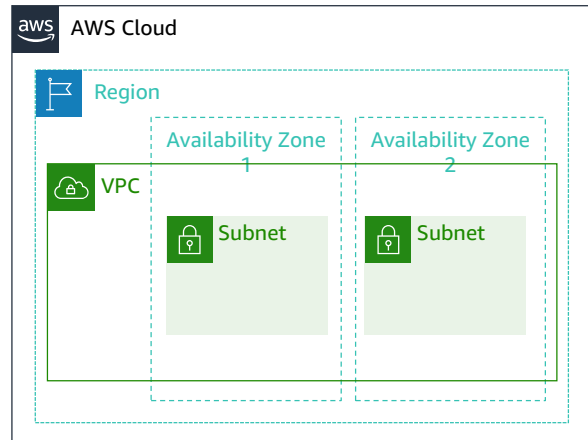 aws
AWS Cloud
Region
Availability Zone
1
Availability Zone
2
VPC
Subnet
Subnet